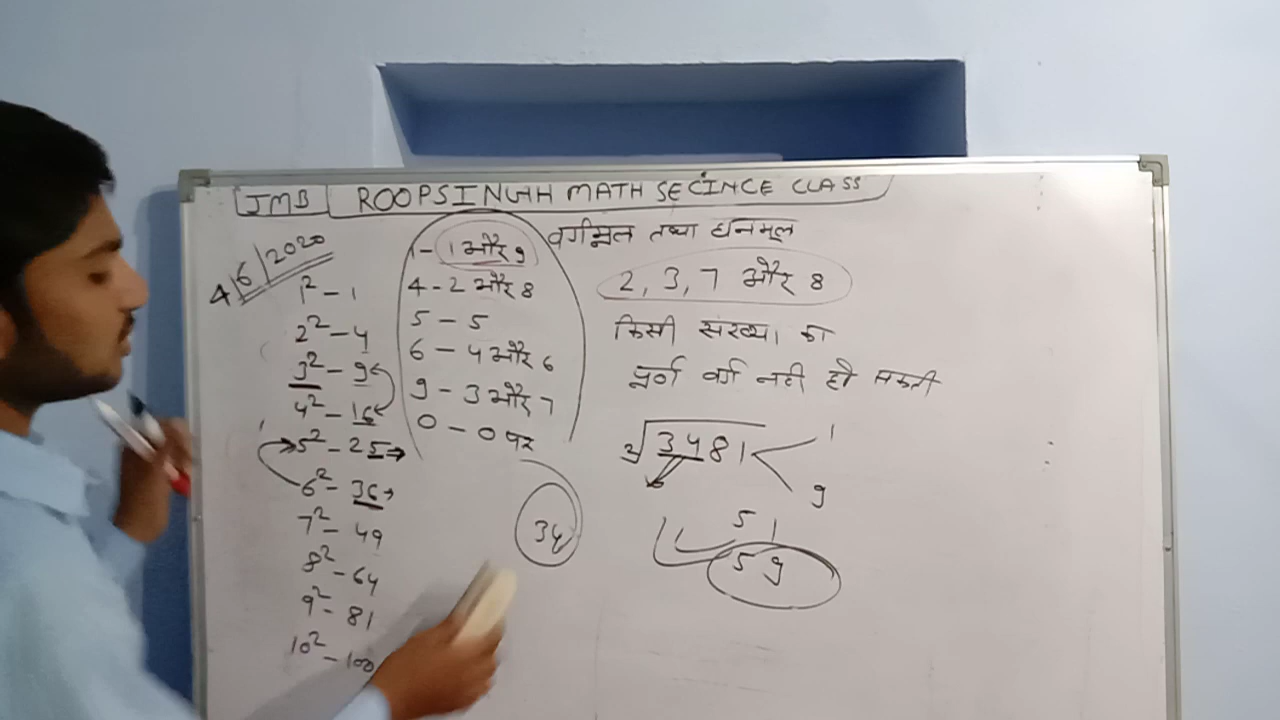 JMB ROOPSINGH MATH SECINCE CLASS
4/6/2020
वर्गमूल तथा घनमूल
1² - 1
2² - 4
3² - 9
4² - 16
5² - 25
6² - 36
7² - 49
8² - 64
9² - 81
10² - 100
1 - 1 और 9
4 - 2 और 8
5 - 5
6 - 4 और 6
9 - 3 और 7
0 - 0 पर
34
2, 3, 7 और 8
किसी संख्या का
पूर्ण वर्ग नही हो सकती
2√3481
1
9
51
59